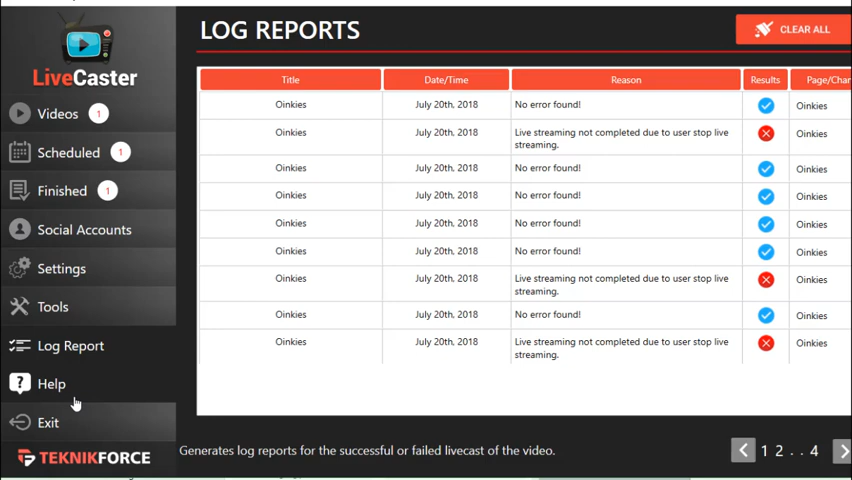 LiveCaster
Videos 1
Scheduled 1
Finished 1
Social Accounts
Settings
Tools
Log Report
Help
Exit
TEKNIKFORCE
LOG REPORTS
CLEAR ALL
Title Date/Time Reason Results Page/Chan
Oinkies July 20th, 2018 No error found! Oinkies
Oinkies July 20th, 2018 Live streaming not completed due to user stop live Oinkies
streaming.
Oinkies July 20th, 2018 No error found! Oinkies
Oinkies July 20th, 2018 No error found! Oinkies
Oinkies July 20th, 2018 No error found! Oinkies
Oinkies July 20th, 2018 No error found! Oinkies
Oinkies July 20th, 2018 Live streaming not completed due to user stop live Oinkies
streaming.
Oinkies July 20th, 2018 No error found! Oinkies
Oinkies July 20th, 2018 Live streaming not completed due to user stop live Oinkies
streaming.
Generates log reports for the successful or failed livecast of the video.
1 2 . . 4